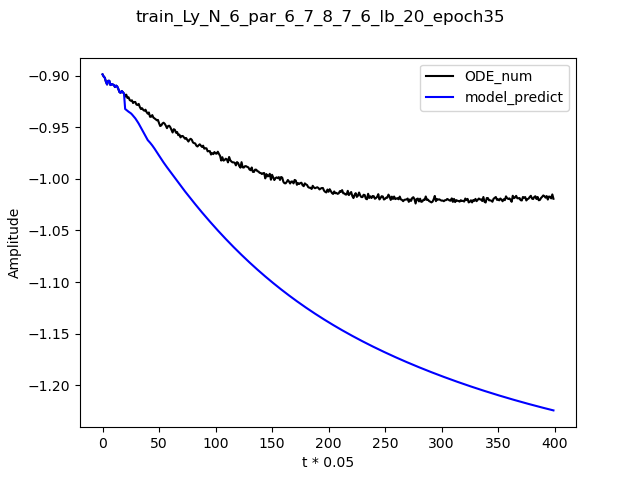 train_Ly_N_6_par_6_7_8_7_6_lb_20_epoch35
ODE_num
model_predict
Amplitude
−0.90
−0.95
−1.00
−1.05
−1.10
−1.15
−1.20
0 50 100 150 200 250 300 350 400
t * 0.05